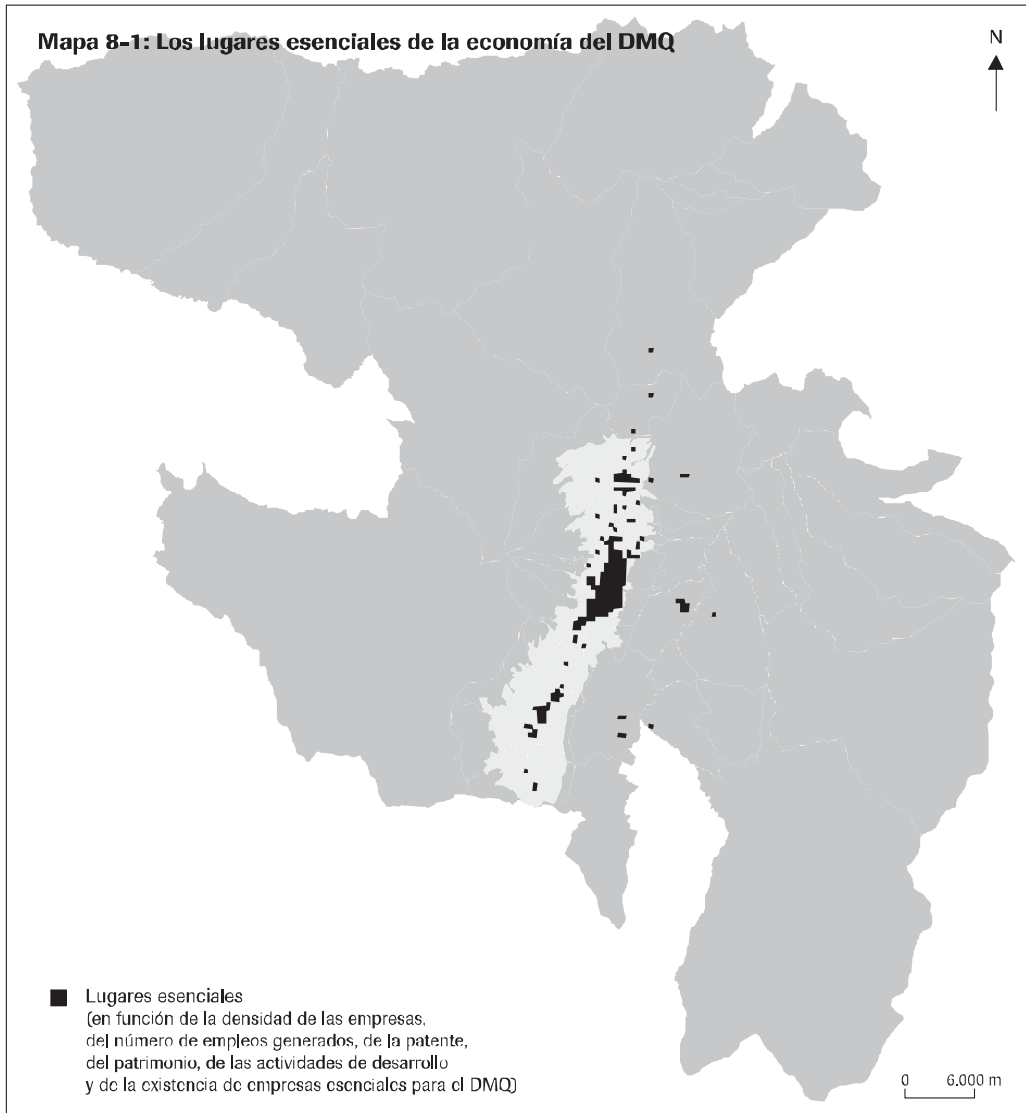 Mapa 8-1: Los lugares esenciales de la economía del DMQ
N
Lugares esenciales
(en función de la densidad de las empresas,
del número de empleos generados, de la patente,
del patrimonio, de las actividades de desarrollo
y de la existencia de empresas esenciales para el DMQ)
0 6.000 m